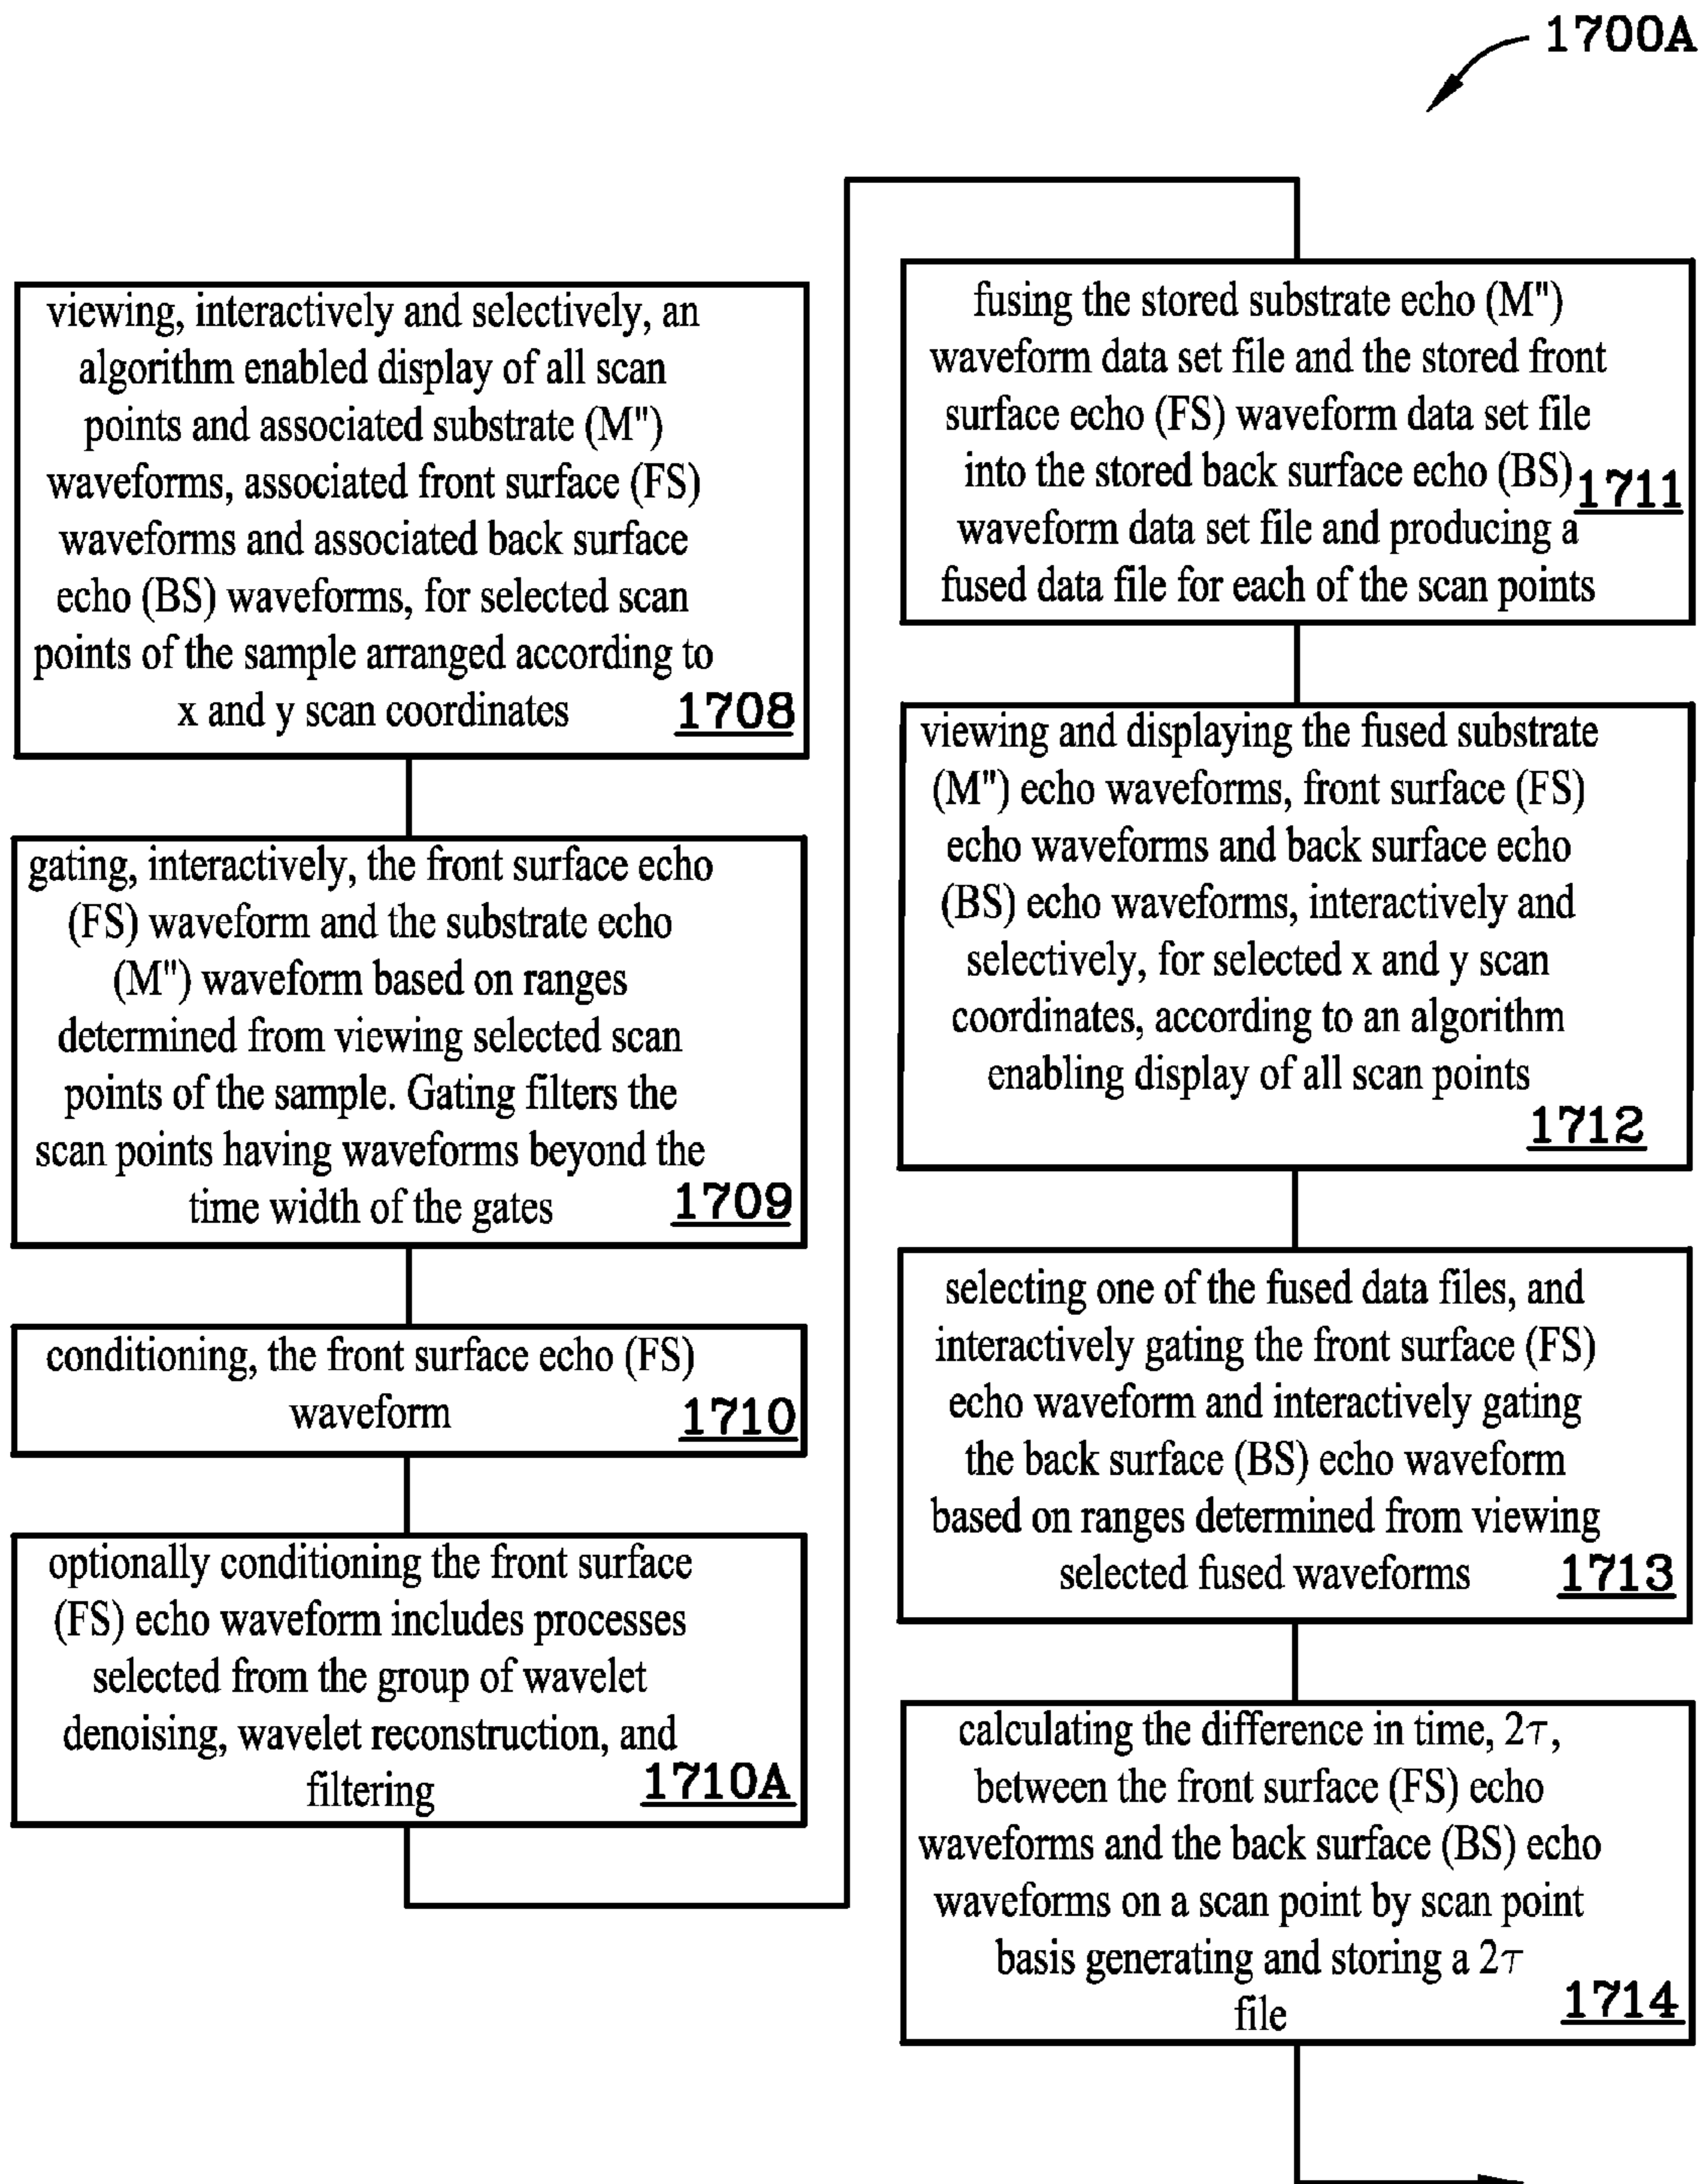 1700A
viewing, interactively and selectively, an
algorithm enabled display of all scan
points and associated substrate (M")
waveforms, associated front surface (FS)
waveforms and associated back surface
echo (BS) waveforms, for selected scan
points of the sample arranged according to
x and y scan coordinates 1708
gating, interactively, the front surface echo
(FS) waveform and the substrate echo
(M") waveform based on ranges
determined from viewing selected scan
points of the sample. Gating filters the
scan points having waveforms beyond the
time width of the gates 1709
conditioning, the front surface echo (FS)
waveform 1710
optionally conditioning the front surface
(FS) echo waveform includes processes
selected from the group of wavelet
denoising, wavelet reconstruction, and
filtering 1710A
fusing the stored substrate echo (M")
waveform data set file and the stored front
surface echo (FS) waveform data set file
into the stored back surface echo (BS) 1711
waveform data set file and producing a
fused data file for each of the scan points
viewing and displaying the fused substrate
(M") echo waveforms, front surface (FS)
echo waveforms and back surface echo
(BS) echo waveforms, interactively and
selectively, for selected x and y scan
coordinates, according to an algorithm
enabling display of all scan points
1712
selecting one of the fused data files, and
interactively gating the front surface (FS)
echo waveform and interactively gating
the back surface (BS) echo waveform
based on ranges determined from viewing
selected fused waveforms 1713
calculating the difference in time, 2τ,
between the front surface (FS) echo
waveforms and the back surface (BS) echo
waveforms on a scan point by scan point
basis generating and storing a 2τ
file 1714